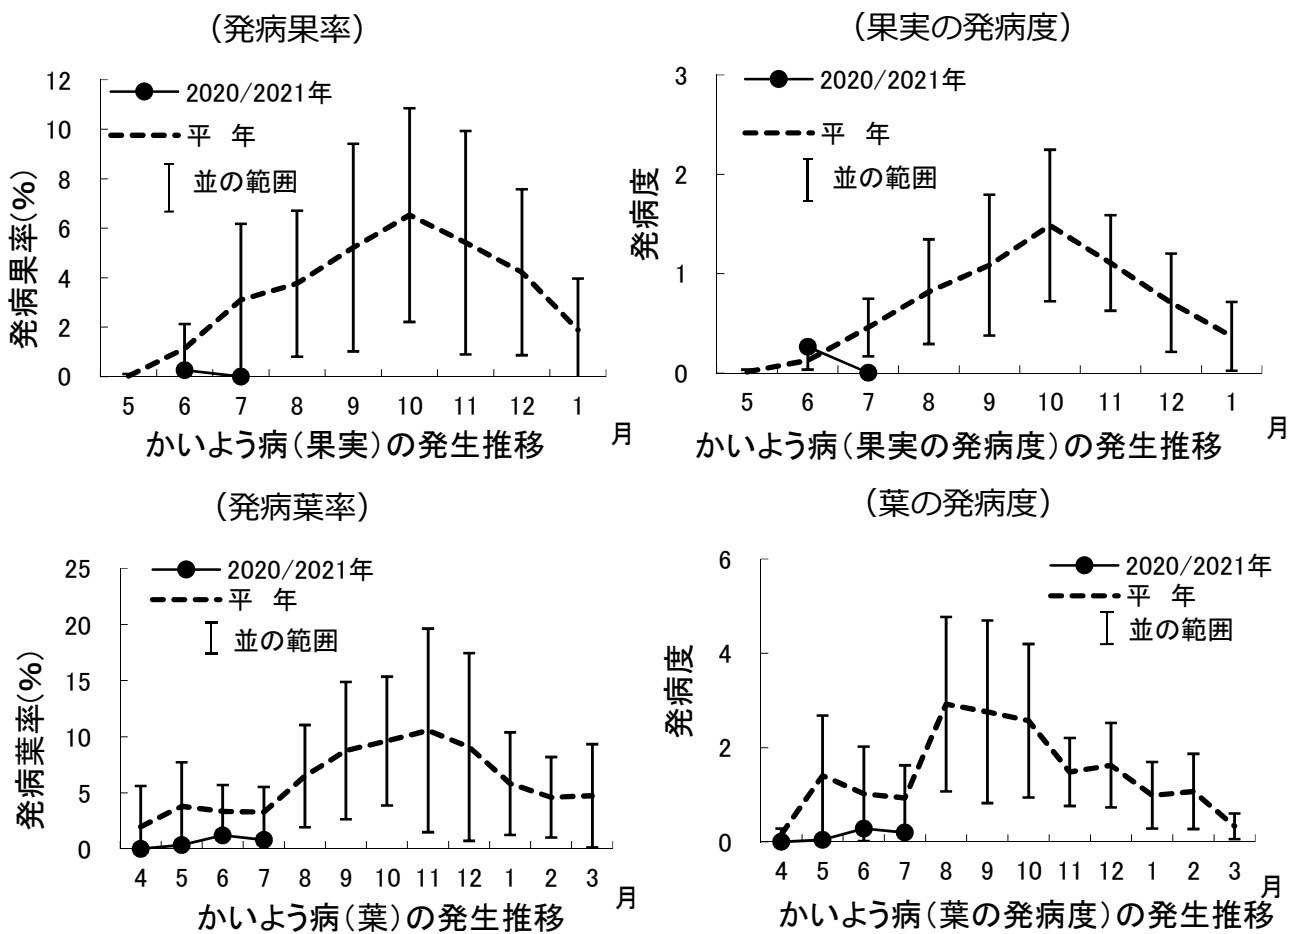 (発病果率)
12
10
8
6
4
2
0
発病果率(%)
2020/2021年
平 年
並の範囲
5 6 7 8 9 10 11 12 1
月
かいよう病(果実)の発生推移
(果実の発病度)
3
2
1
0
発病度
2020/2021年
平 年
並の範囲
5 6 7 8 9 10 11 12 1
月
かいよう病(果実の発病度)の発生推移
(発病葉率)
25
20
15
10
5
0
発病葉率(%)
2020/2021年
平 年
並の範囲
4 5 6 7 8 9 10 11 12 1 2 3
月
かいよう病(葉)の発生推移
(葉の発病度)
6
4
2
0
発病度
2020/2021年
平 年
並の範囲
4 5 6 7 8 9 10 11 12 1 2 3
月
かいよう病(葉の発病度)の発生推移